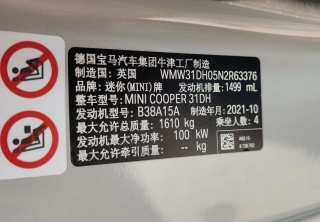 德国宝马汽车集团牛津工厂制造
制造国: 英国 WMW31DH05N2R63376
品牌: 迷你(MINI)牌 发动机排量: 1499 mL
整车型号: MINI COOPER 31DH
发动机型号: B38A15A 制造年月: 2021-10
最大允许总质量: 1610 kg 乘坐人数: 4
发动机最大净功率: 100 kW
最大允许牵引质量: -- kg